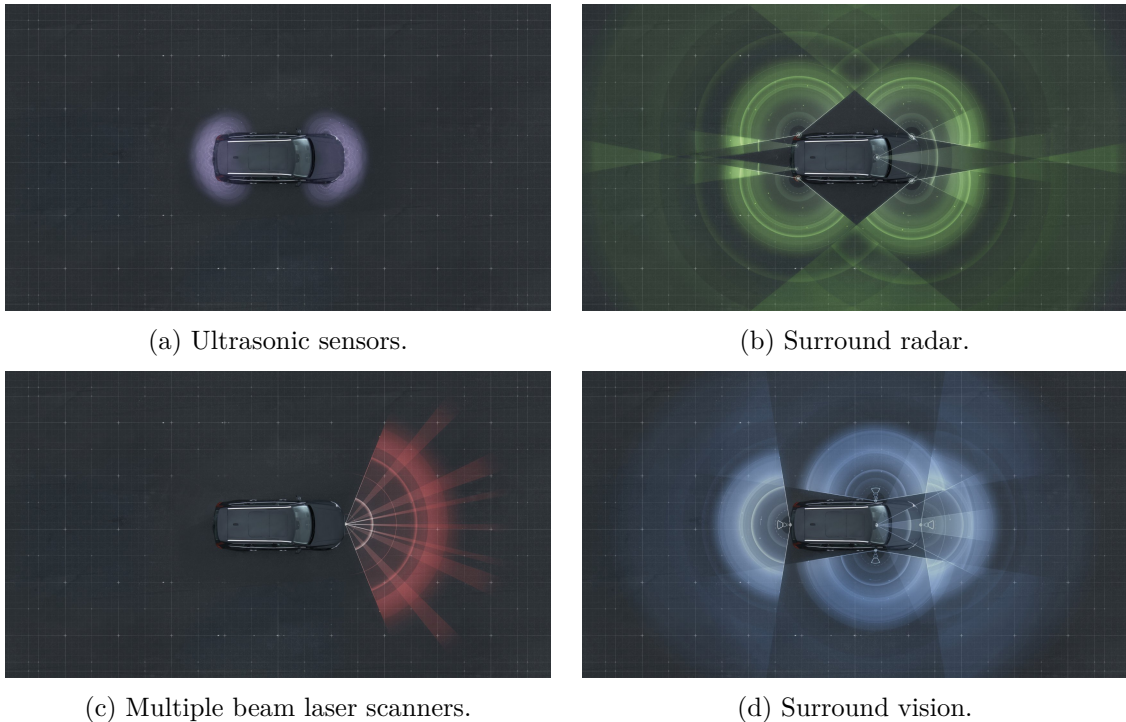 (a) Ultrasonic sensors.
(b) Surround radar.
(c) Multiple beam laser scanners.
(d) Surround vision.